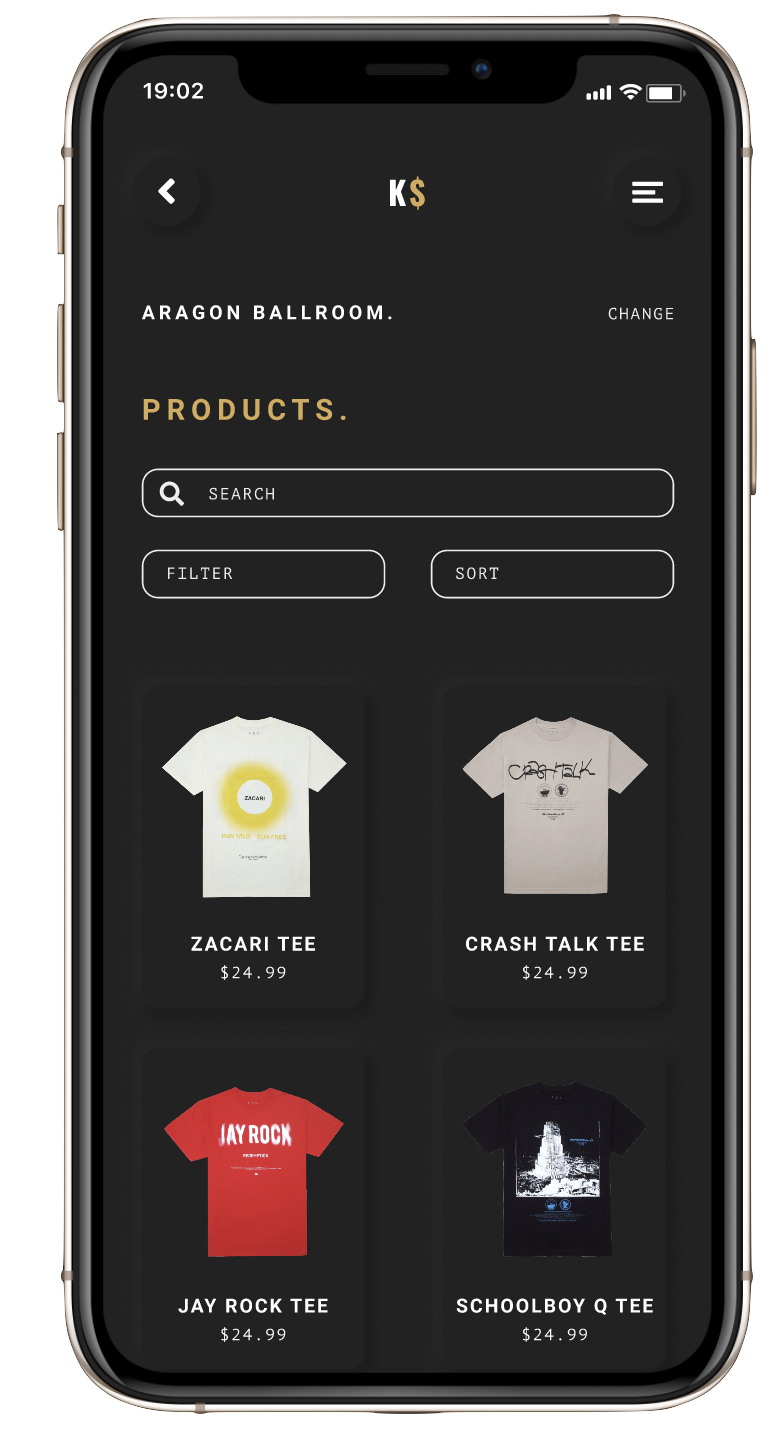 19:02
K$
ARAGON BALLROOM.
CHANGE
PRODUCTS.
SEARCH
FILTER
SORT
ZACARI
RUN WILD RUN FREE
CRASH TALK
ZACARI TEE
CRASH TALK TEE
$24.99
$24.99
JAY ROCK
REDEMPTION
JAY ROCK TEE
SCHOOLBOY Q TEE
$24.99
$24.99